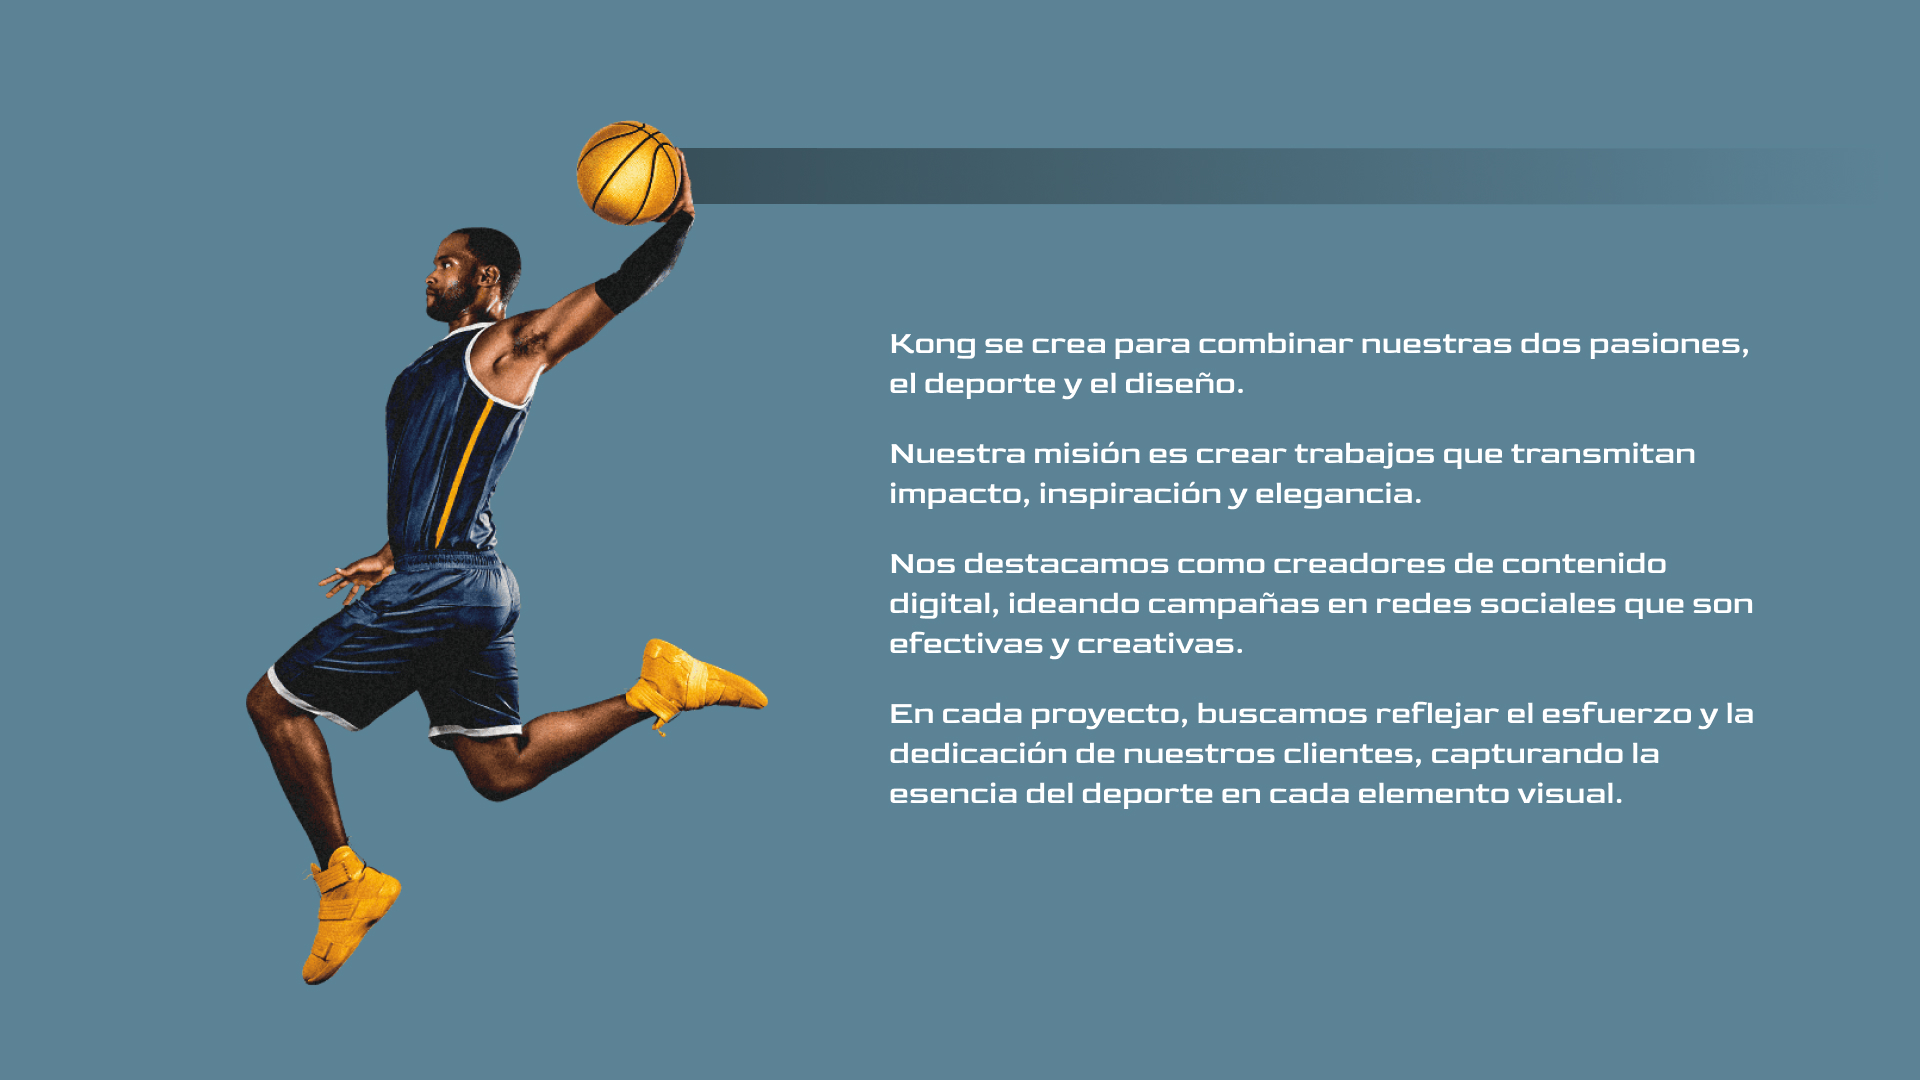 Kong se crea para combinar nuestras dos pasiones,
el deporte y el diseño.
Nuestra misión es crear trabajos que transmitan
impacto, inspiración y elegancia.
Nos destacamos como creadores de contenido
digital, ideando campañas en redes sociales que son
efectivas y creativas.
En cada proyecto, buscamos reflejar el esfuerzo y la
dedicación de nuestros clientes, capturando la
esencia del deporte en cada elemento visual.